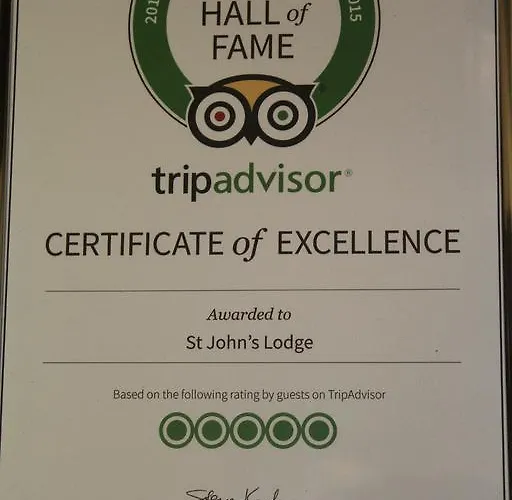 HALL of
FAME
2015
tripadvisor®
CERTIFICATE of EXCELLENCE
Awarded to
St John's Lodge
Based on the following rating by guests on TripAdvisor